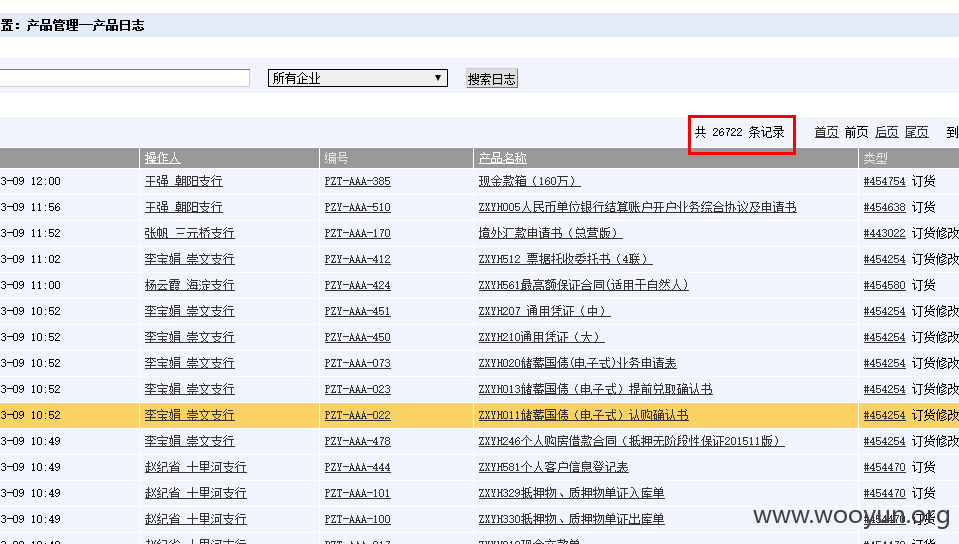 置：产品管理—产品日志
所有企业 ▼ 搜索日志
共 26722 条记录 首页 前页 后页 尾页 到
操作人 编号 产品名称 类型
3-09 12:00 王强 朝阳支行 PZT-AAA-385 现金款箱（160万） #454754 订货
3-09 11:56 王强 朝阳支行 PZY-AAA-510 ZXYH005人民币单位银行结算账户开户业务综合协议及申请书 #454638 订货
3-09 11:52 张帆 三元桥支行 PZT-AAA-170 境外汇款申请书（总营版） #443022 订货修改
3-09 11:02 李宝娟 崇文支行 PZY-AAA-412 ZXYH512 票据托收委托书（4联） #454254 订货修改
3-09 11:00 杨云霞 海淀支行 PZY-AAA-424 ZXYH561最高额保证合同(适用于自然人) #454580 订货
3-09 10:52 李宝娟 崇文支行 PZY-AAA-451 ZXYH207 通用凭证（中） #454254 订货修改
3-09 10:52 李宝娟 崇文支行 PZY-AAA-450 ZXYH210通用凭证（大） #454254 订货修改
3-09 10:52 李宝娟 崇文支行 PZT-AAA-073 ZXYH020储蓄国债(电子式)业务申请表 #454254 订货修改
3-09 10:52 李宝娟 崇文支行 PZT-AAA-023 ZXYH013储蓄国债（电子式）提前兑取确认书 #454254 订货修改
3-09 10:52 李宝娟 崇文支行 PZT-AAA-022 ZXYH011储蓄国债（电子式）认购确认书 #454254 订货修改
3-09 10:49 李宝娟 崇文支行 PZY-AAA-478 ZXYH246个人购房借款合同（抵押无阶段性保证201511版） #454254 订货修改
3-09 10:49 赵纪省 十里河支行 PZY-AAA-444 ZXYH581个人客户信息登记表 #454470 订货
3-09 10:49 赵纪省 十里河支行 PZT-AAA-101 ZXYH329抵押物、质押物单证入库单 #454470 订货
3-09 10:49 赵纪省 十里河支行 PZT-AAA-100 ZXYH330抵押物、质押物单证出库单 #454470 订货
www.wooyun.org